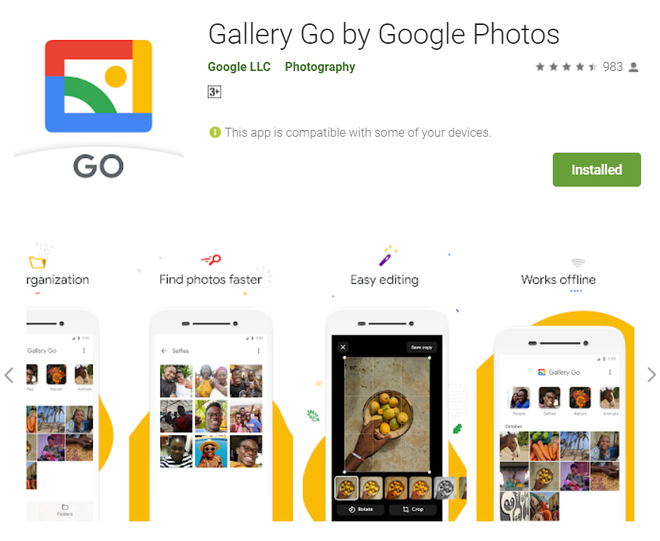 Gallery Go by Google Photos
Google LLC Photography
983
3+
This app is compatible with some of your devices.
GO
Installed
rganization
Find photos faster
Easy editing
Works offline
Gallery Go
Selfies
Save copy
Gallery Go
People
Selfies
Nature
Animals
Nature
Animals
October
Folders
Rotate
Crop